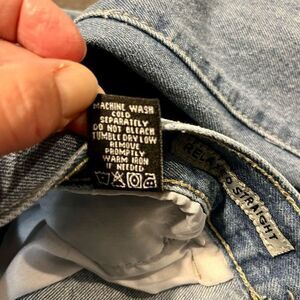 MACHINE WASH
COLD
SEPARATELY
DO NOT BLEACH
TUMBLE DRY LOW
REMOVE
PROMPTLY
WARM IRON
IF NEEDED
RELAXED STRAIGHT